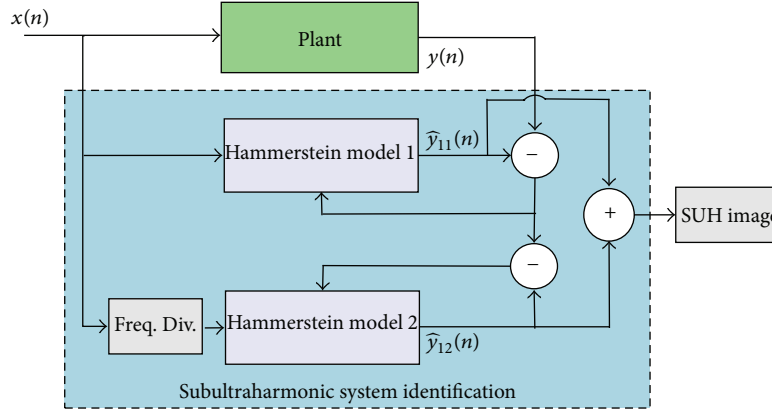 x(n)
Plant
y(n)
Hammerstein model 1
ŷ₁₁(n)
−
+
SUH image
−
Freq. Div.
Hammerstein model 2
ŷ₁₂(n)
Subultraharmonic system identification